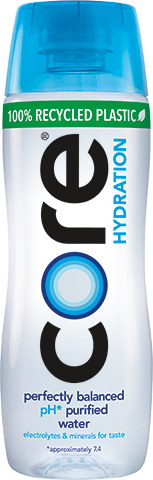 100% RECYCLED PLASTIC
core®
HYDRATION
perfectly balanced
pH* purified
water
electrolytes & minerals for taste
*approximately 7.4